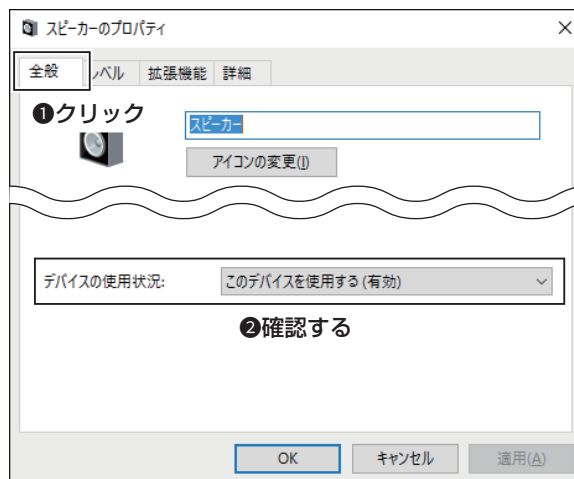 スピーカーのプロパティ
全般 レベル 拡張機能 詳細
❶クリック
スピーカー
アイコンの変更(I)
デバイスの使用状況: このデバイスを使用する (有効)
❷確認する
OK キャンセル 適用(A)